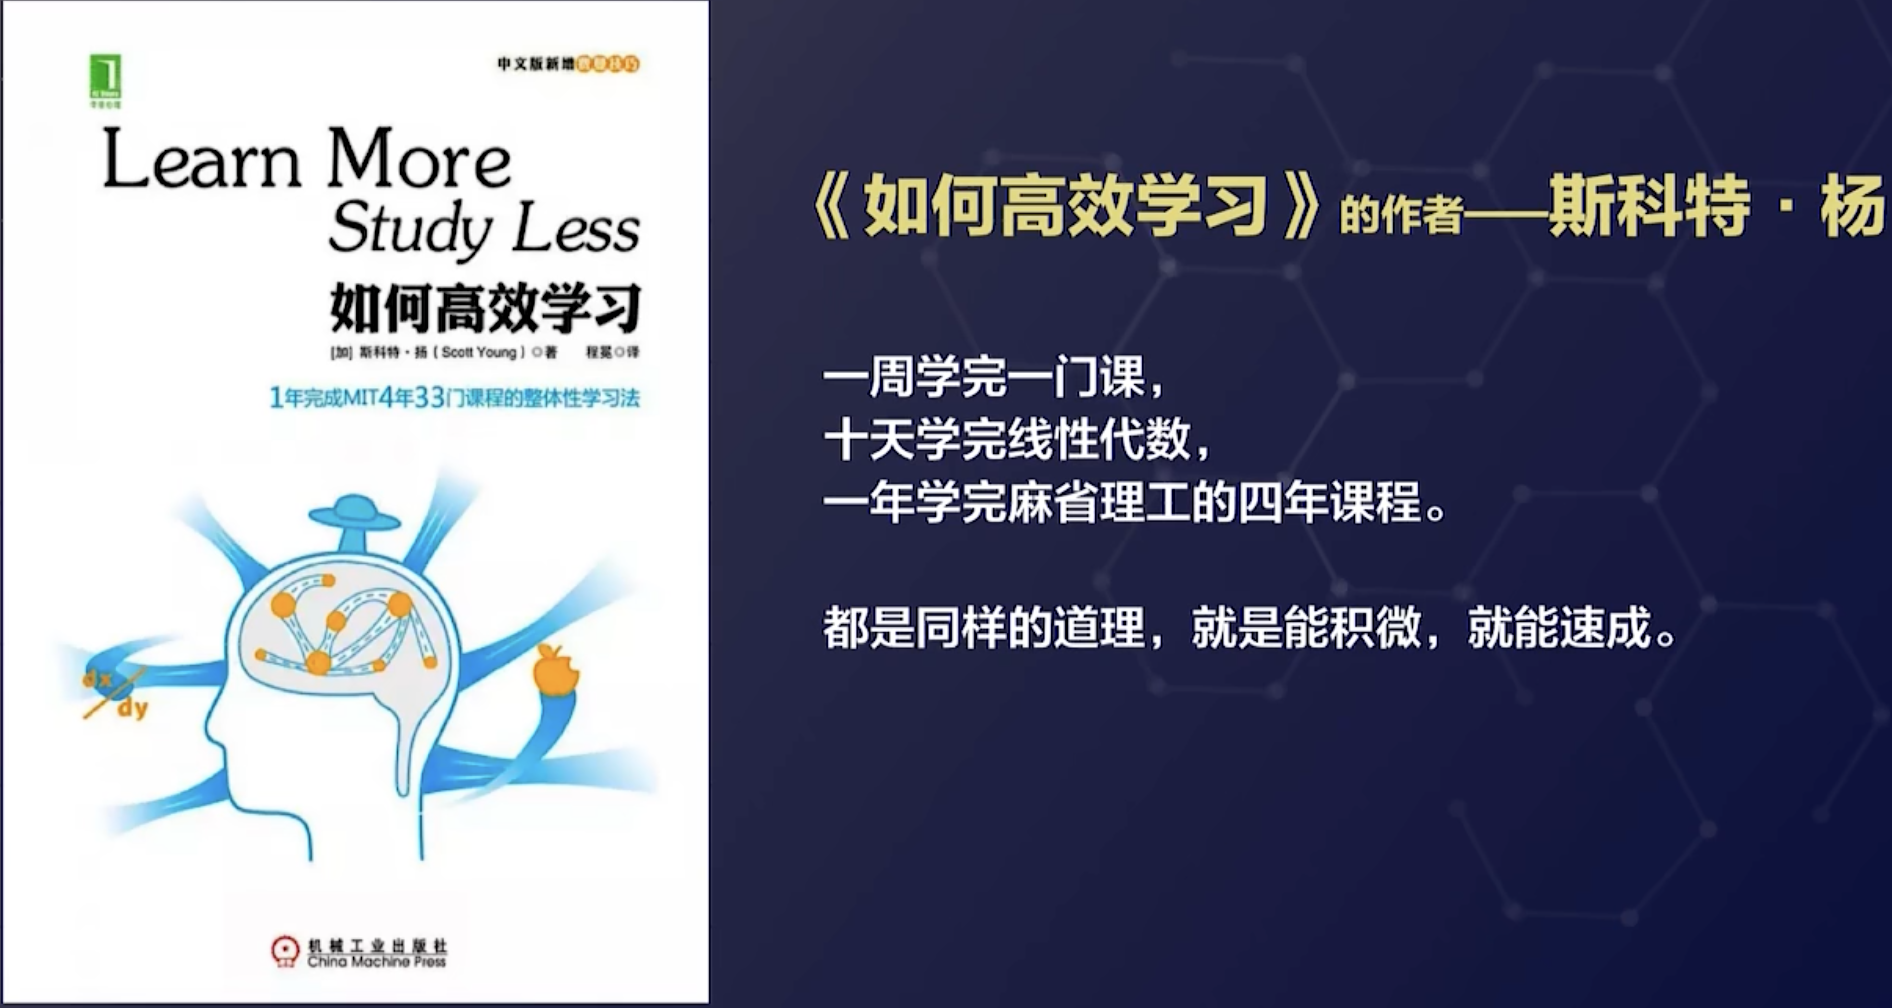 中文版新增实用技巧
Learn More
Study Less
如何高效学习
[加] 斯科特·扬（Scott Young）◎著 程冕◎译
1年完成MIT4年33门课程的整体性学习法
dx
dy
机械工业出版社
China Machine Press
《如何高效学习》的作者——斯科特·杨
一周学完一门课，
十天学完线性代数，
一年学完麻省理工的四年课程。
都是同样的道理，就是能积微，就能速成。